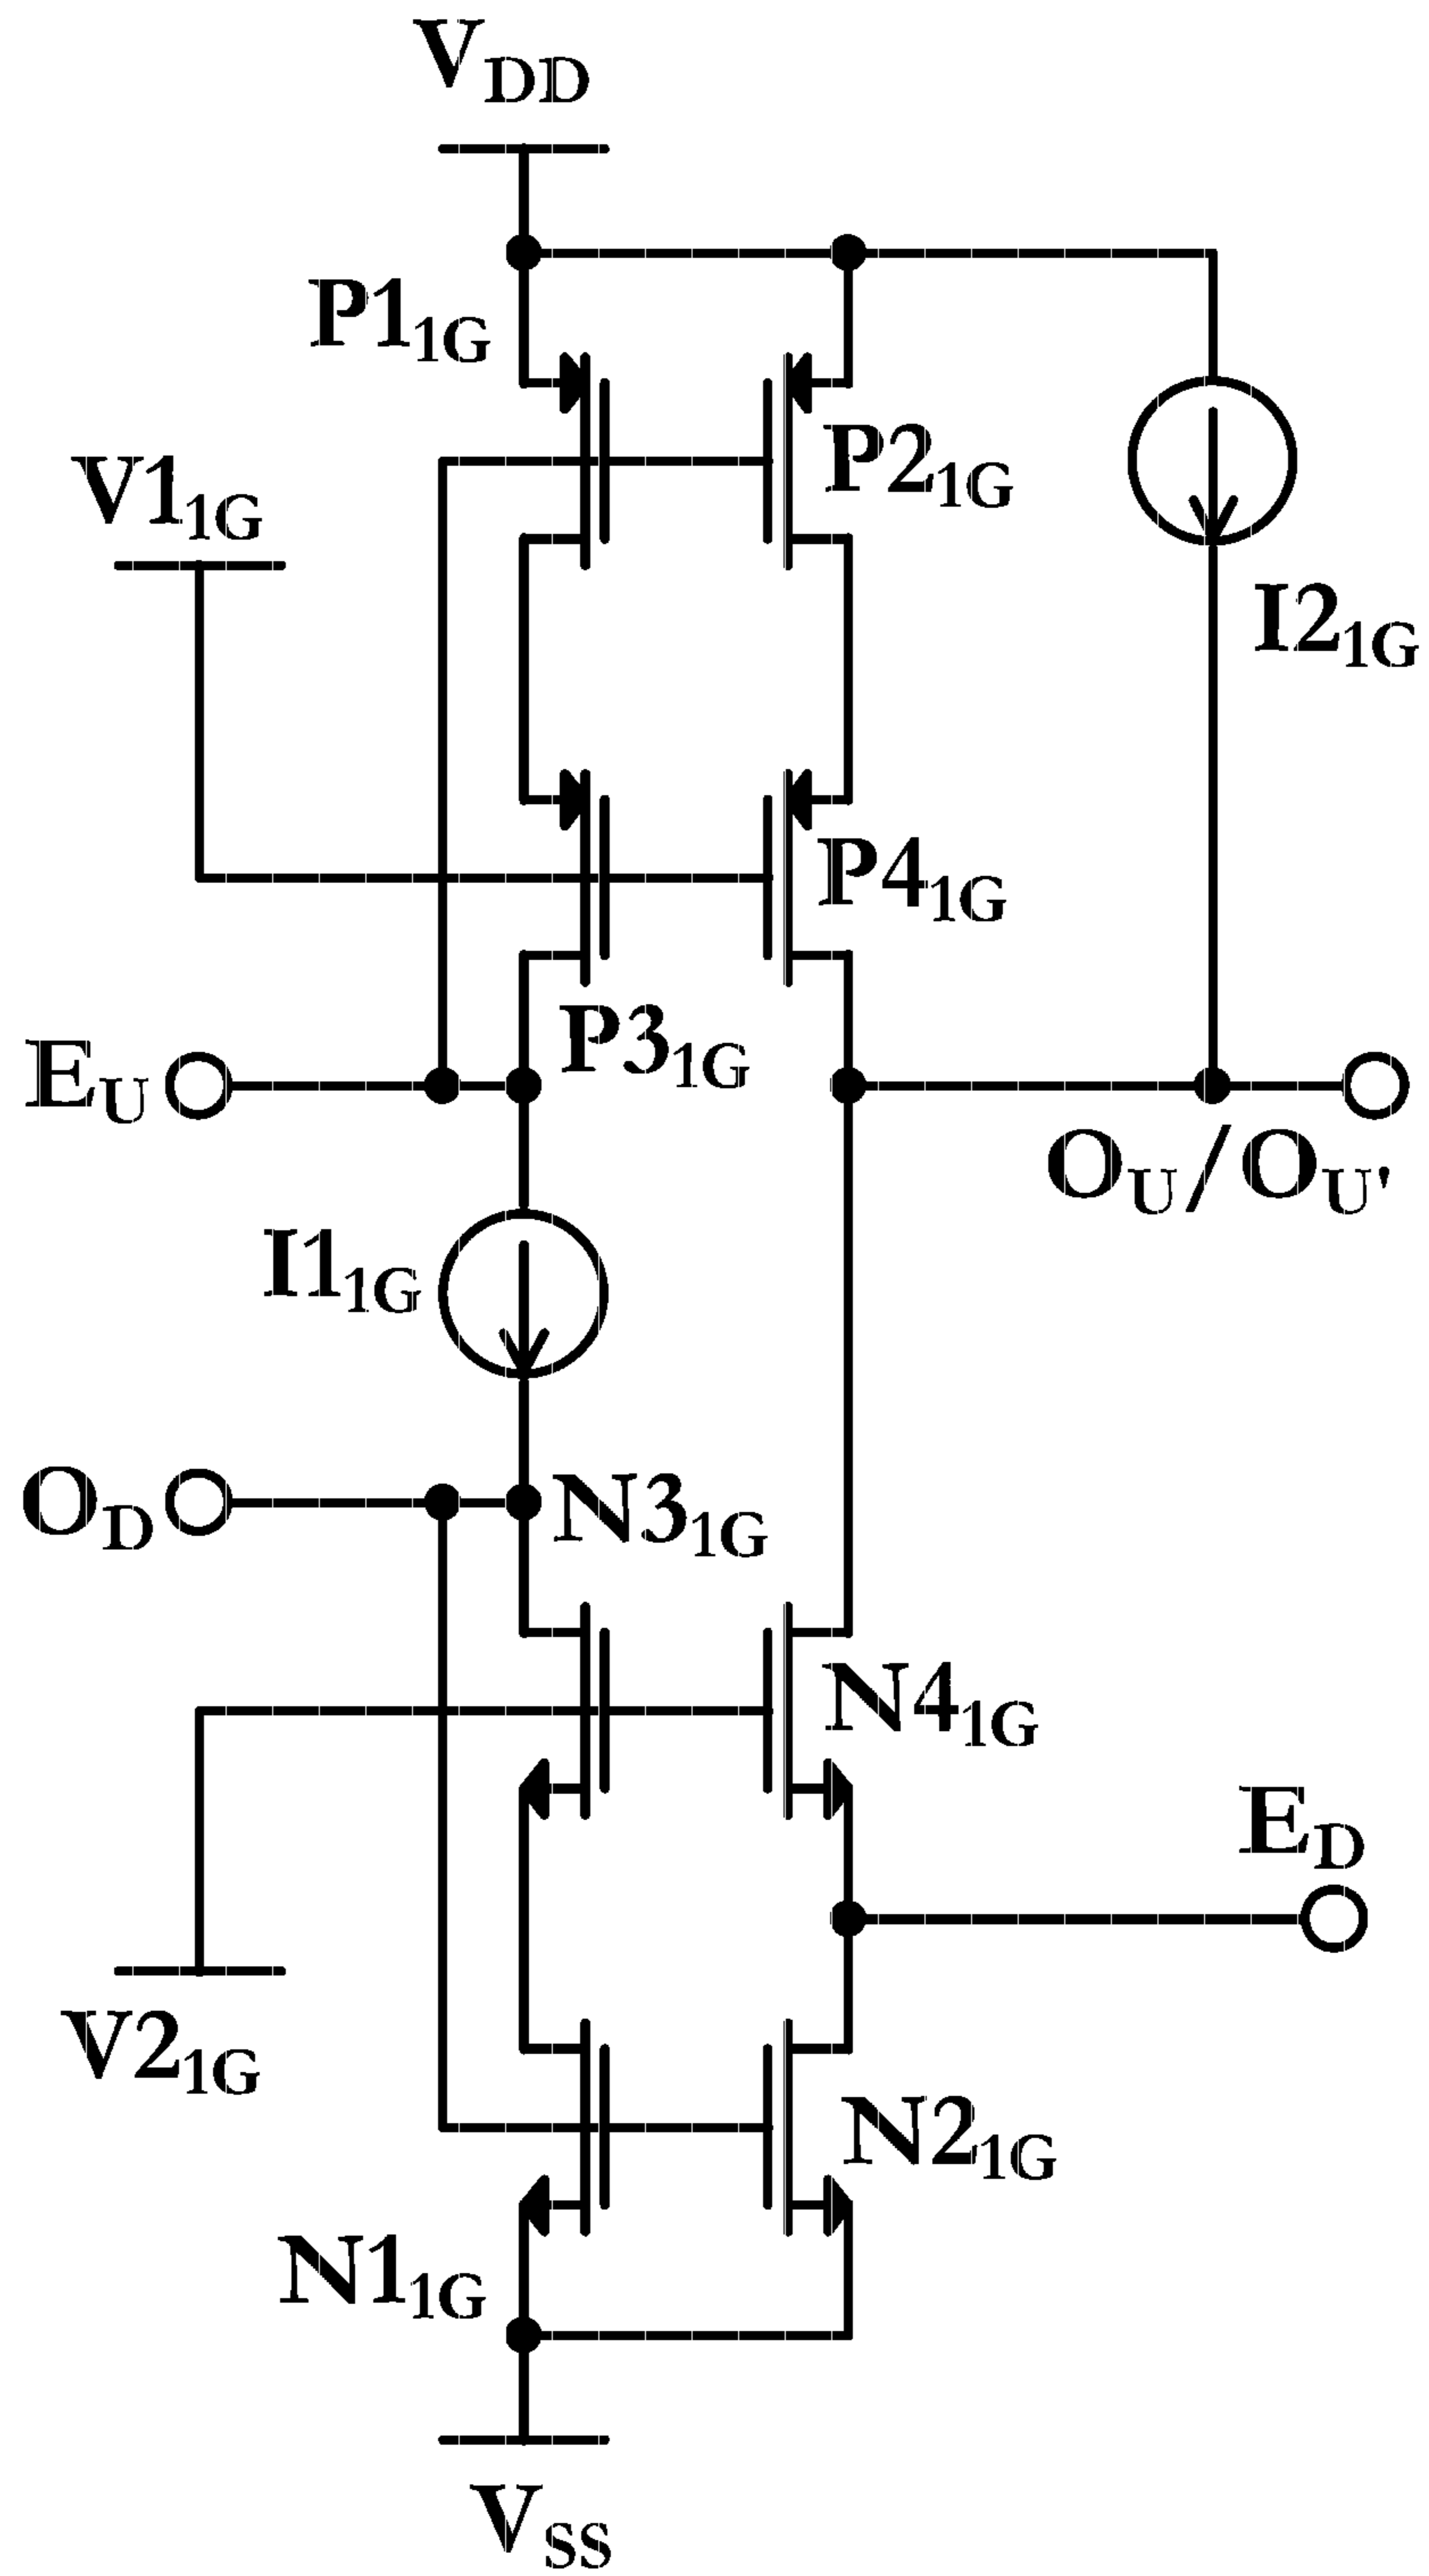 VDD
P11G
P21G
V11G
I21G
P41G
P31G
EU
OU/OU'
I11G
OD
N31G
N41G
ED
V21G
N21G
N11G
VSS